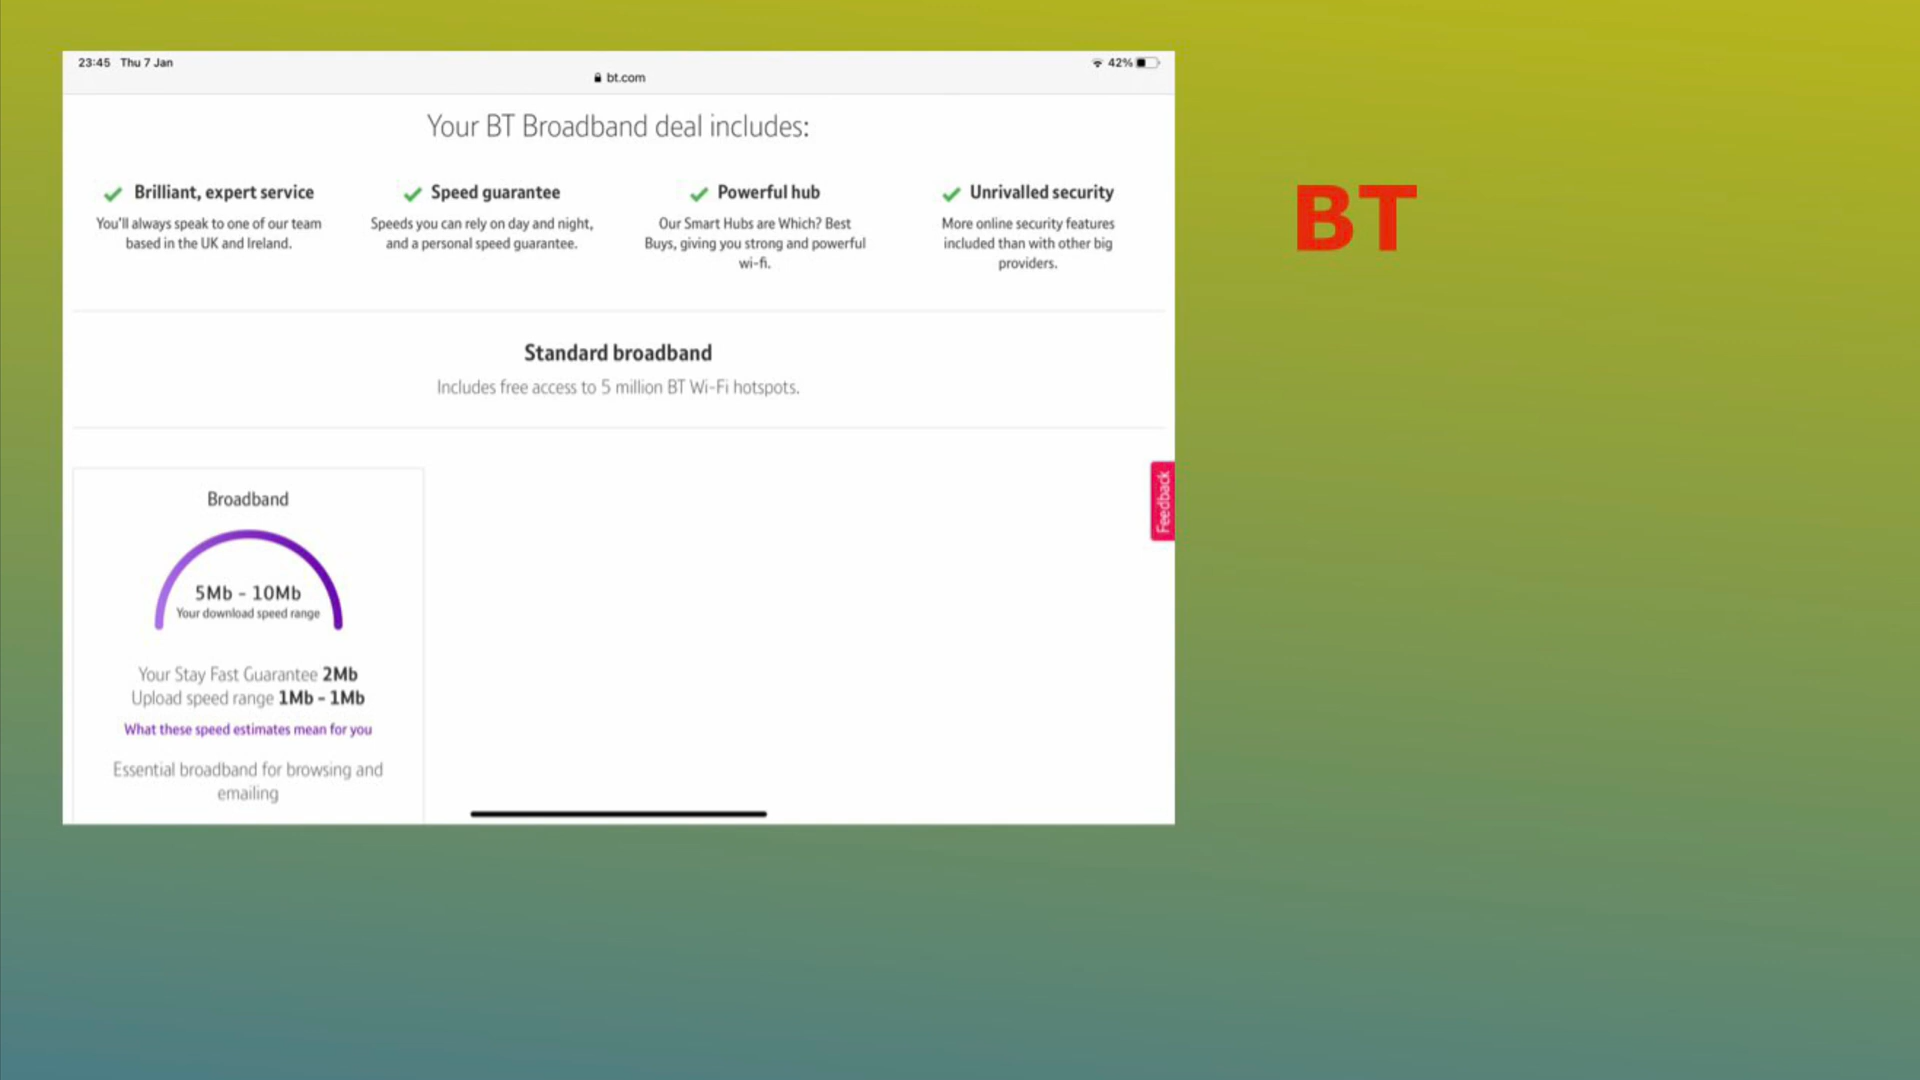 23:45 Thu 7 Jan
42%
bt.com
Your BT Broadband deal includes:
Brilliant, expert service
You'll always speak to one of our team
based in the UK and Ireland.
Speed guarantee
Speeds you can rely on day and night,
and a personal speed guarantee.
Powerful hub
Our Smart Hubs are Which? Best
Buys, giving you strong and powerful
wi-fi.
Unrivalled security
More online security features
included than with other big
providers.
BT
Standard broadband
Includes free access to 5 million BT Wi-Fi hotspots.
Feedback
Broadband
5Mb - 10Mb
Your download speed range
Your Stay Fast Guarantee 2Mb
Upload speed range 1Mb - 1Mb
What these speed estimates mean for you
Essential broadband for browsing and
emailing